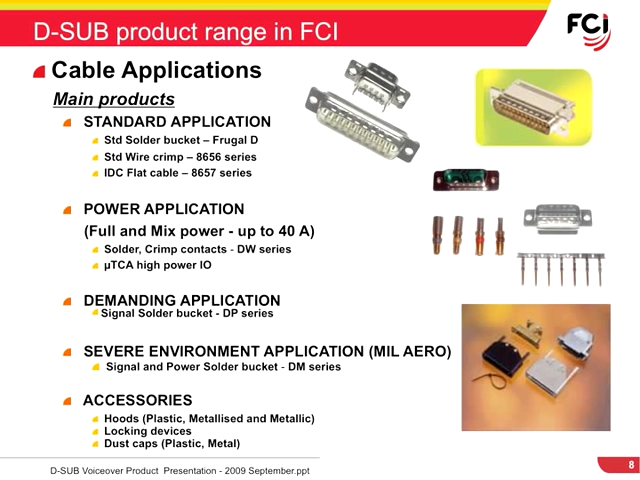 D-SUB product range in FCI
FCI
Cable Applications
Main products
STANDARD APPLICATION
Std Solder bucket – Frugal D
Std Wire crimp – 8656 series
IDC Flat cable – 8657 series
POWER APPLICATION
(Full and Mix power - up to 40 A)
Solder, Crimp contacts - DW series
µTCA high power IO
DEMANDING APPLICATION
Signal Solder bucket - DP series
SEVERE ENVIRONMENT APPLICATION (MIL AERO)
Signal and Power Solder bucket - DM series
ACCESSORIES
Hoods (Plastic, Metallised and Metallic)
Locking devices
Dust caps (Plastic, Metal)
D-SUB Voiceover Product  Presentation - 2009 September.ppt
8